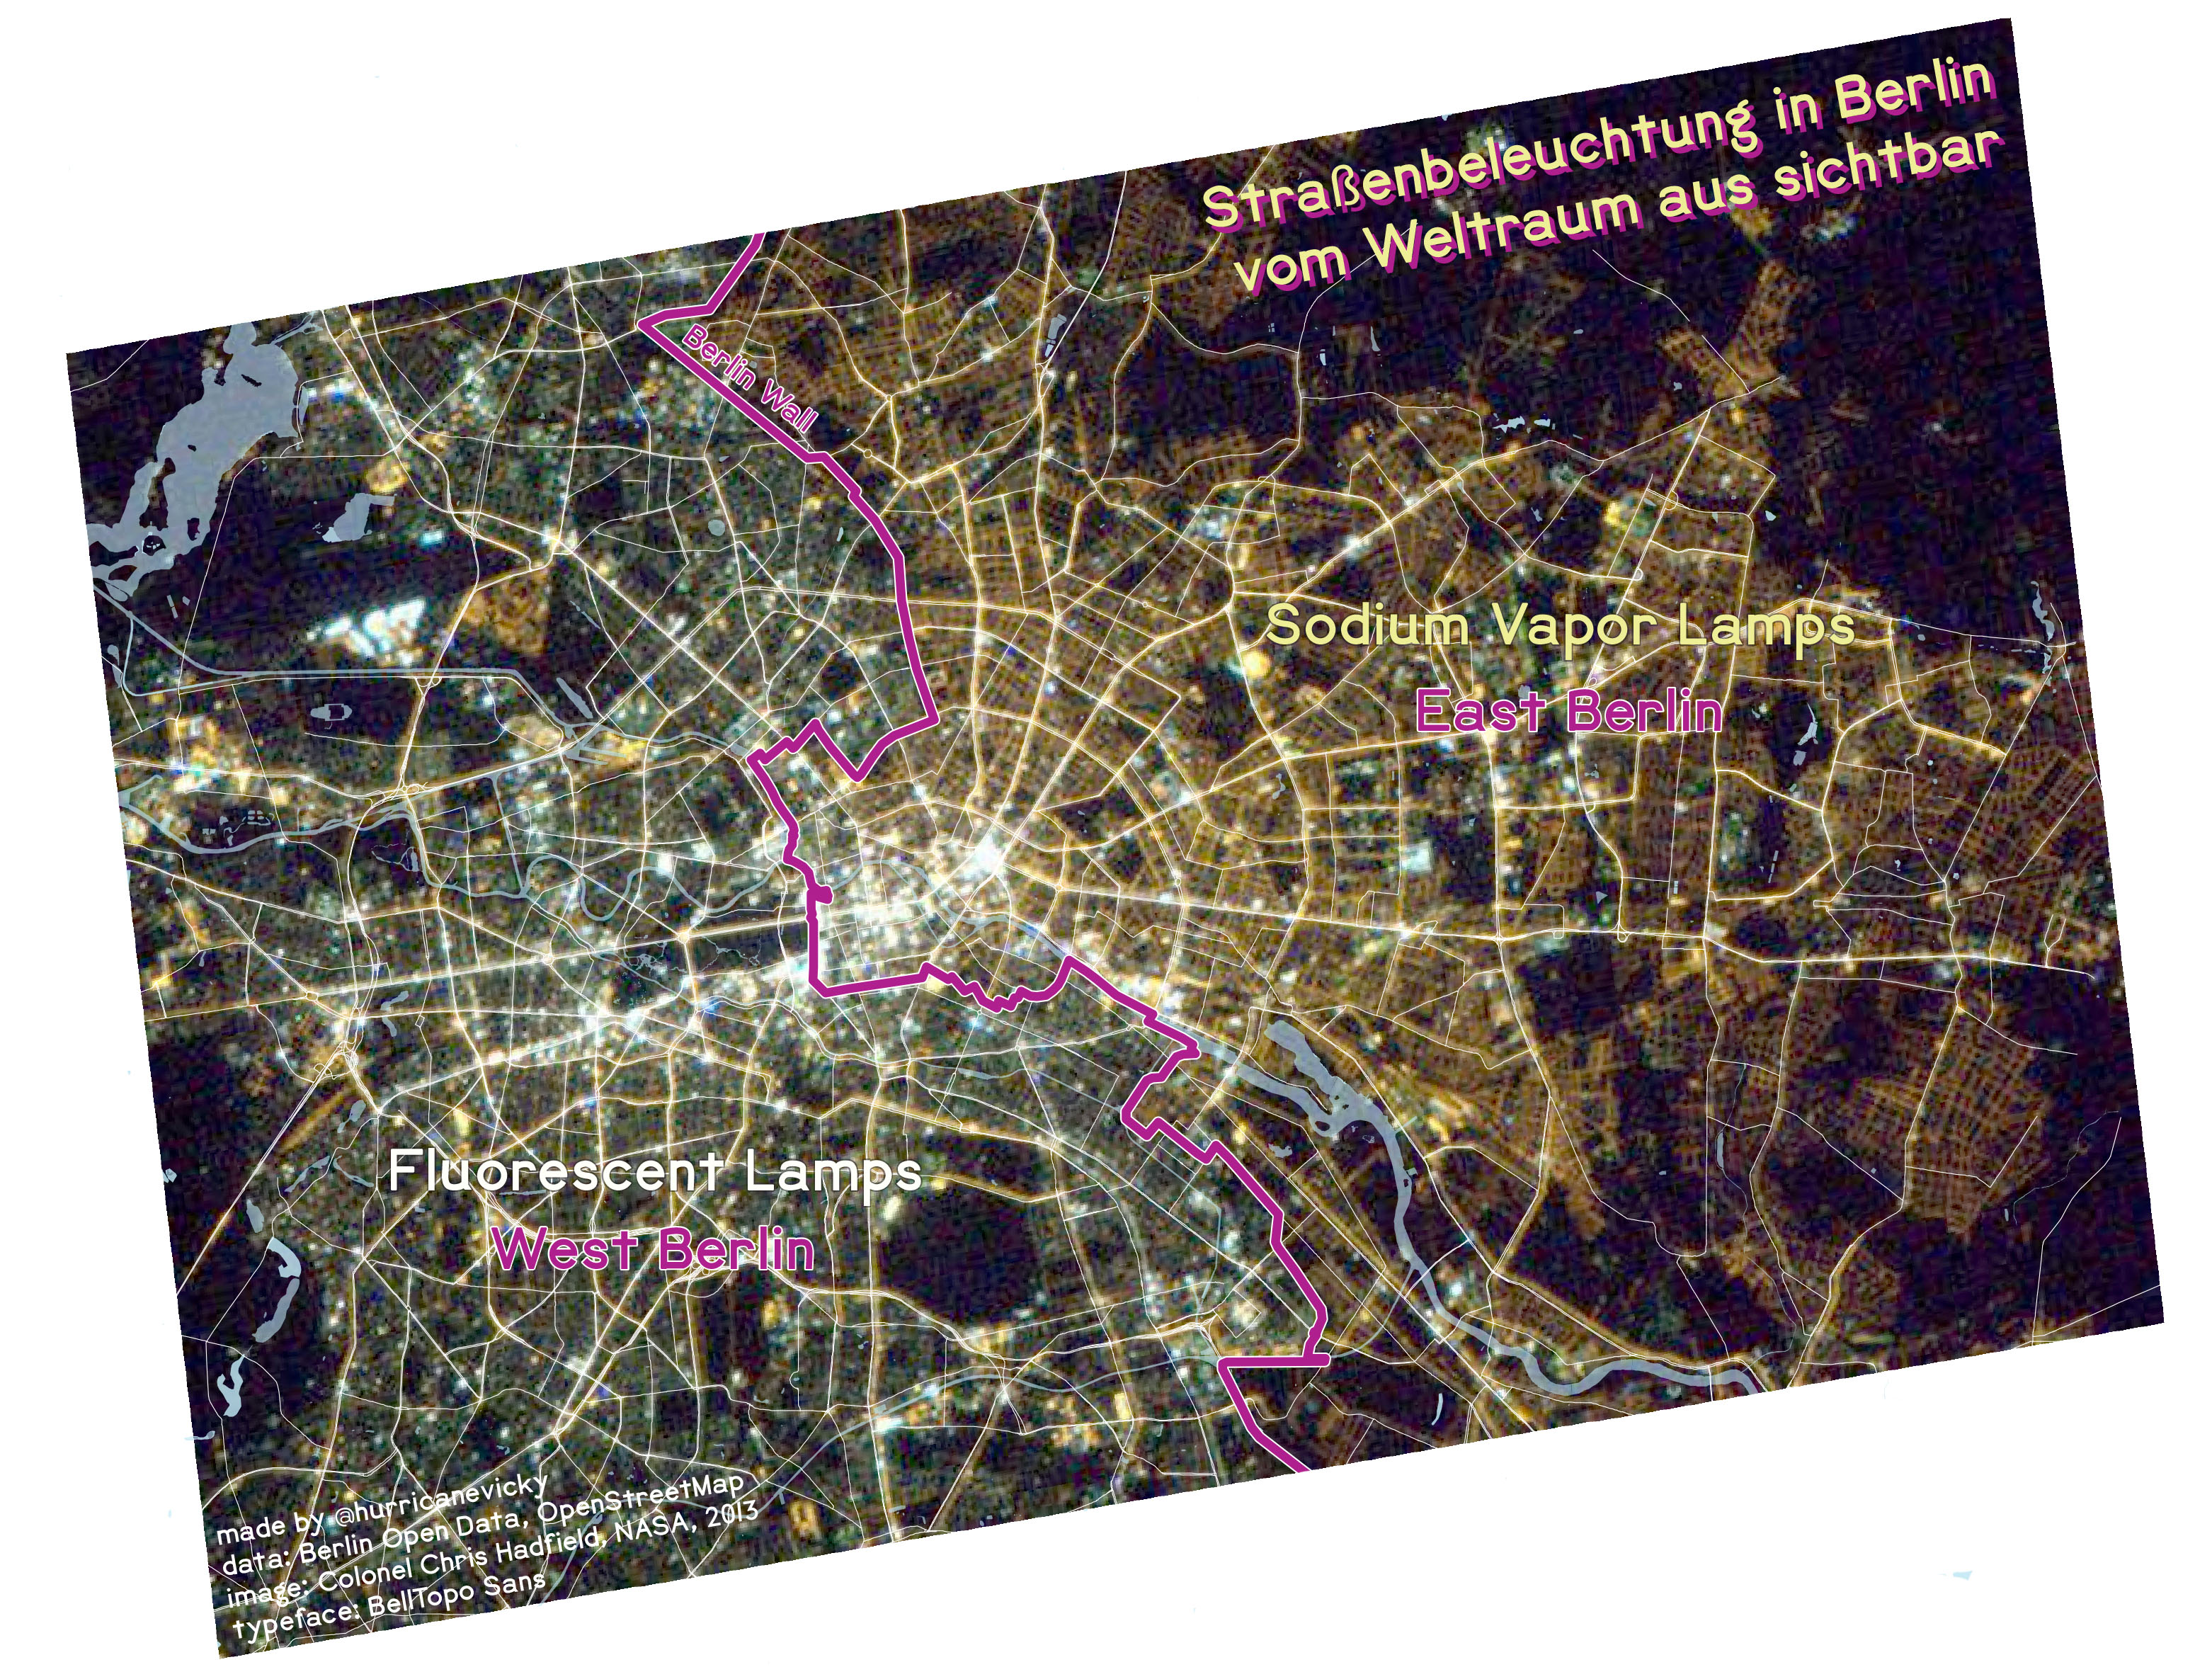 Straßenbeleuchtung in Berlin
vom Weltraum aus sichtbar
Berlin Wall
Sodium Vapor Lamps
East Berlin
Fluorescent Lamps
West Berlin
made by @hurricanevicky
data: Berlin Open Data, OpenStreetMap
image: Colonel Chris Hadfield, NASA, 2013
typeface: BellTopo Sans